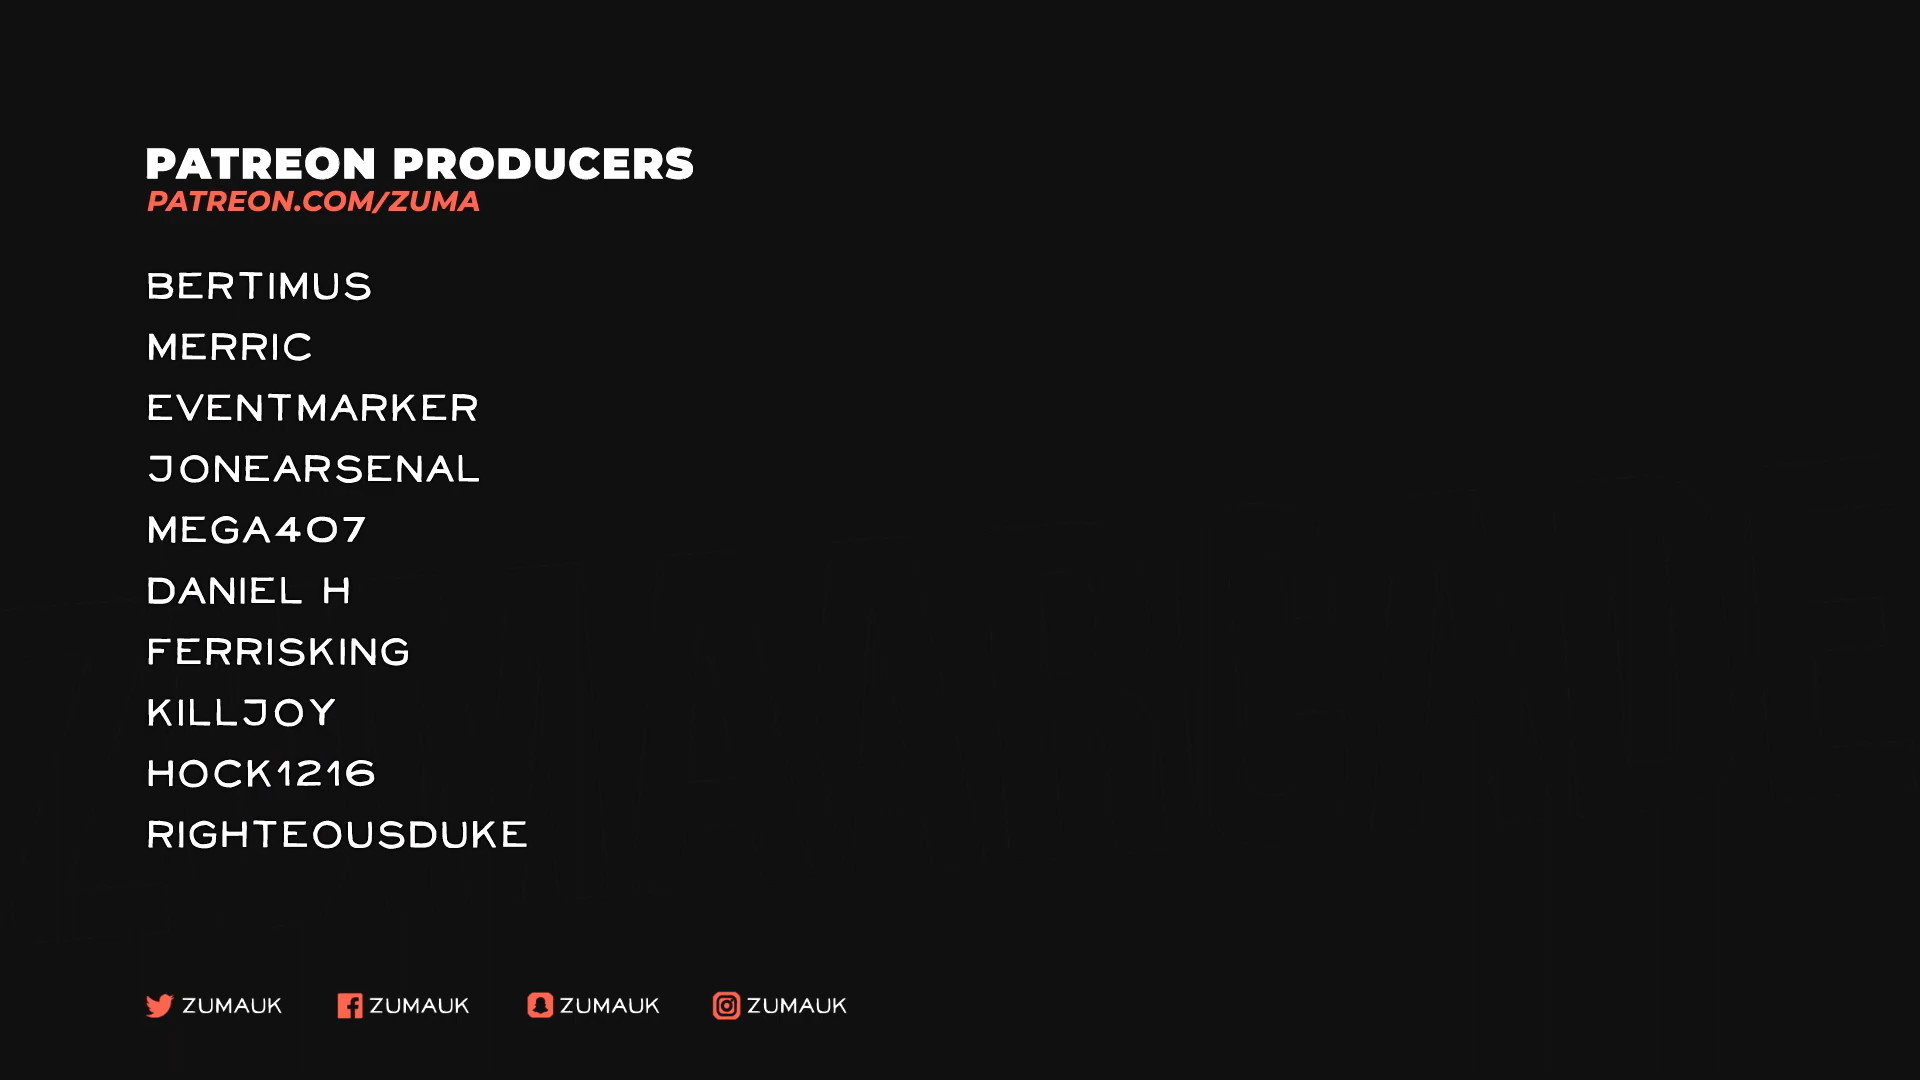 PATREON PRODUCERS
PATREON.COM/ZUMA
BERTIMUS
MERRIC
EVENTMARKER
JONEARSENAL
MEGA407
DANIEL H
FERRISKING
KILLJOY
HOCK1216
RIGHTEOUSDUKE
ZUMAUK ZUMAUK ZUMAUK ZUMAUK